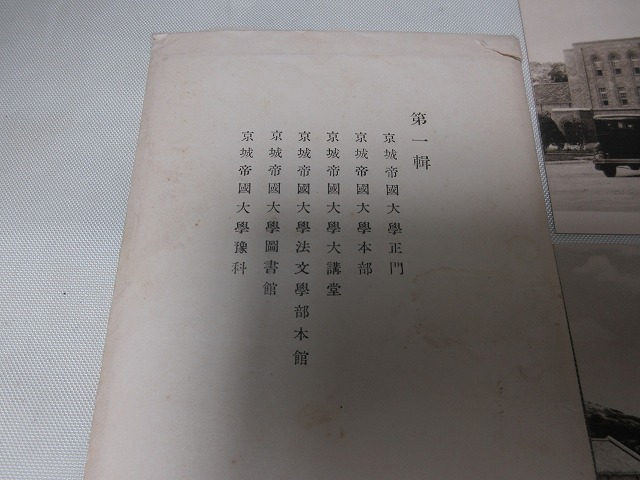 第一輯
京城帝國大學正門
京城帝國大學本部
京城帝國大學大講堂
京城帝國大學法文學部本館
京城帝國大學圖書館
京城帝國大學豫科